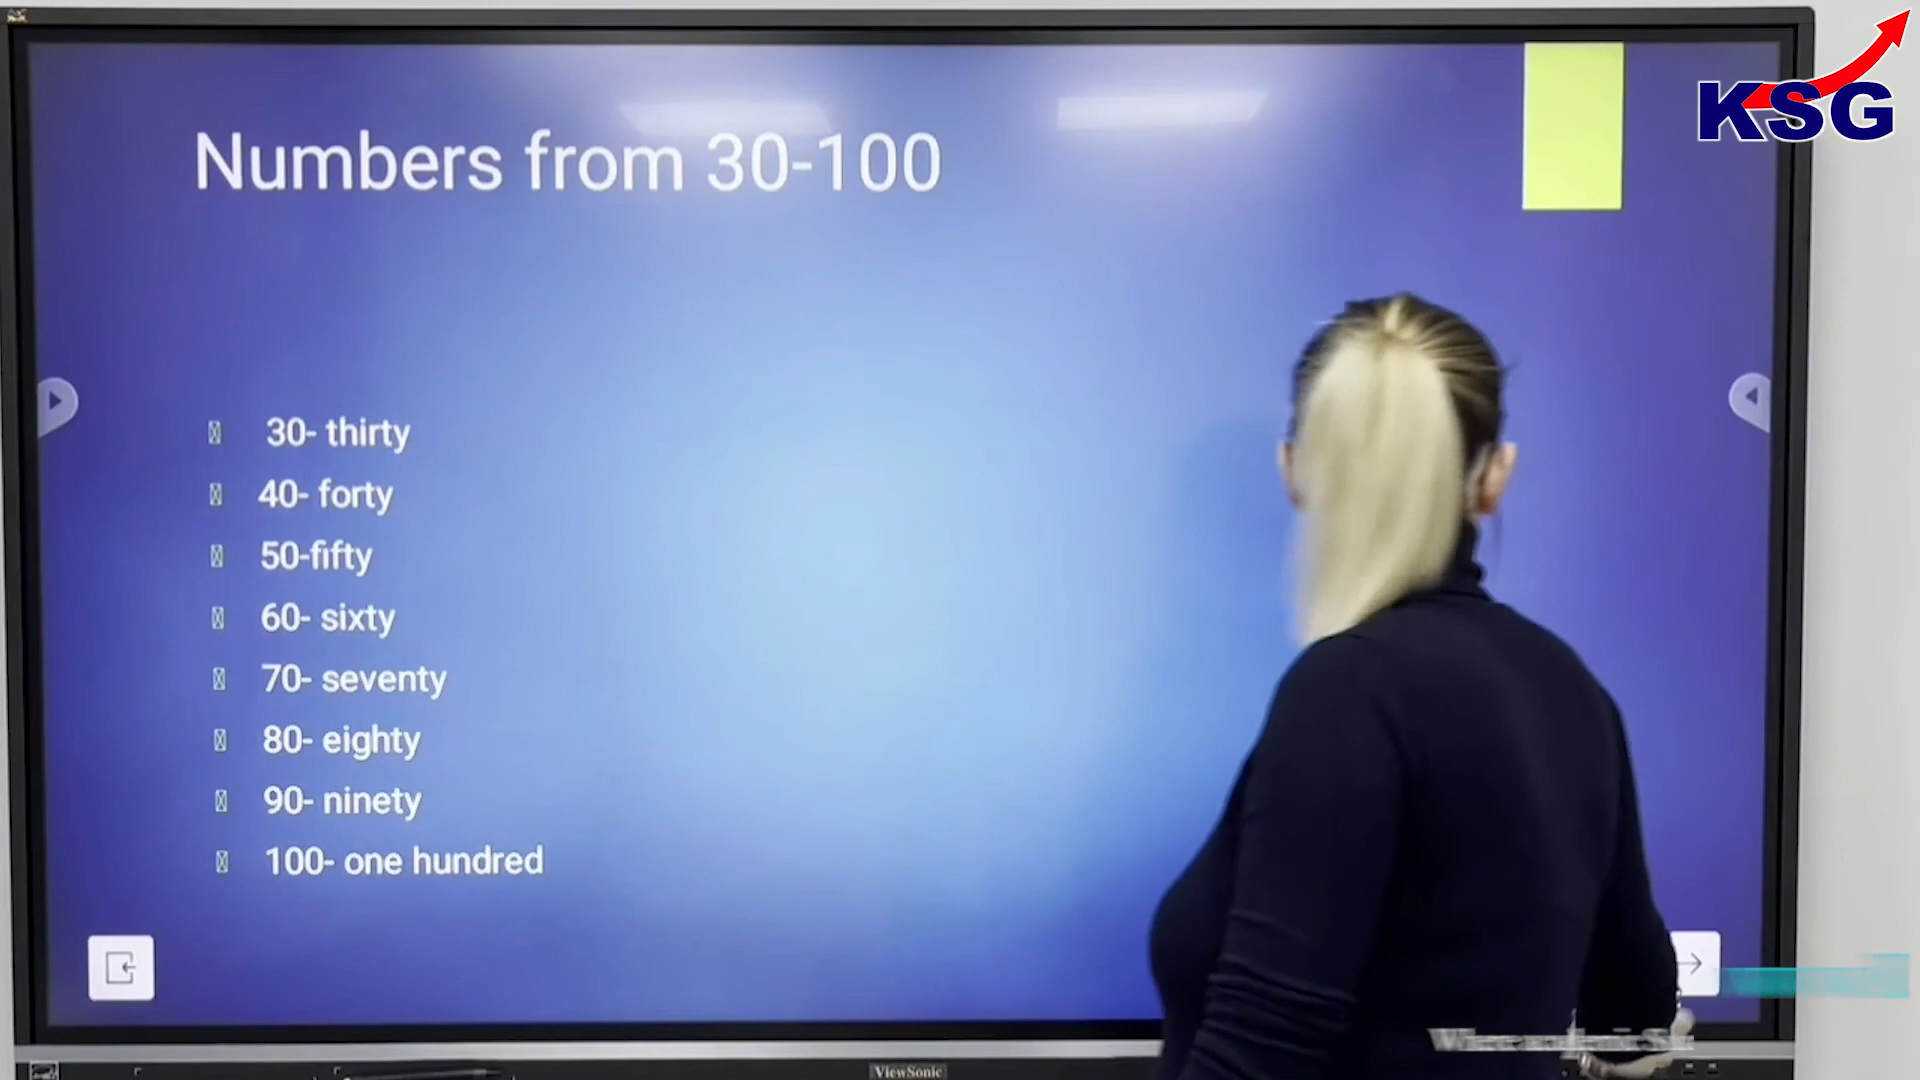 KSG
Numbers from 30-100
30- thirty
40- forty
50-fifty
60- sixty
70- seventy
80- eighty
90- ninety
100- one hundred
ViewSonic